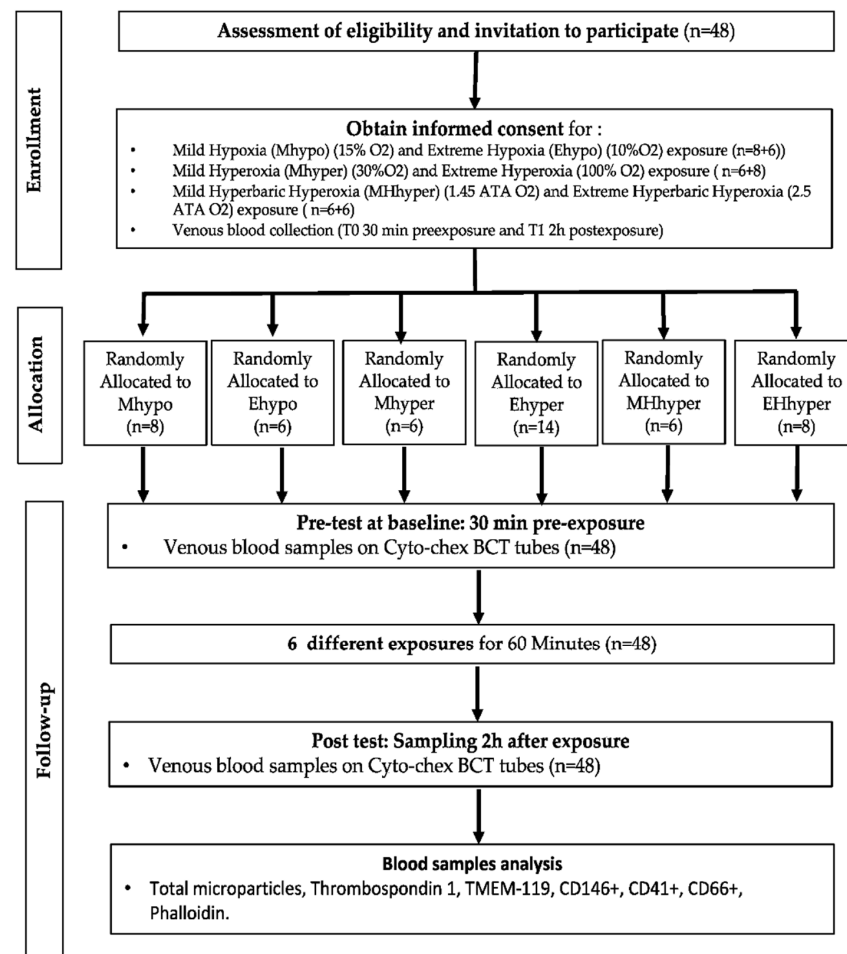 Assessment of eligibility and invitation to participate (n=48)
Enrollment
Obtain informed consent for :
• Mild Hypoxia (Mhypo) (15% O2) and Extreme Hypoxia (Ehypo) (10%O2) exposure (n=8+6))
• Mild Hyperoxia (Mhyper) (30%O2) and Extreme Hyperoxia (100% O2) exposure ( n=6+8)
• Mild Hyperbaric Hyperoxia (MHhyper) (1.45 ATA O2) and Extreme Hyperbaric Hyperoxia (2.5
ATA O2) exposure ( n=6+6)
• Venous blood collection (T0 30 min preexposure and T1 2h postexposure)
Allocation
Randomly
Allocated to
Mhypo
(n=8)
Randomly
Allocated to
Ehypo
(n=6)
Randomly
Allocated to
Mhyper
(n=6)
Randomly
Allocated to
Ehyper
(n=14)
Randomly
Allocated to
MHhyper
(n=6)
Randomly
Allocated to
EHhyper
(n=8)
Follow-up
Pre-test at baseline: 30 min pre-exposure
• Venous blood samples on Cyto-chex BCT tubes (n=48)
6 different exposures for 60 Minutes (n=48)
Post test: Sampling 2h after exposure
• Venous blood samples on Cyto-chex BCT tubes (n=48)
Blood samples analysis
• Total microparticles, Thrombospondin 1, TMEM-119, CD146+, CD41+, CD66+,
Phalloidin.